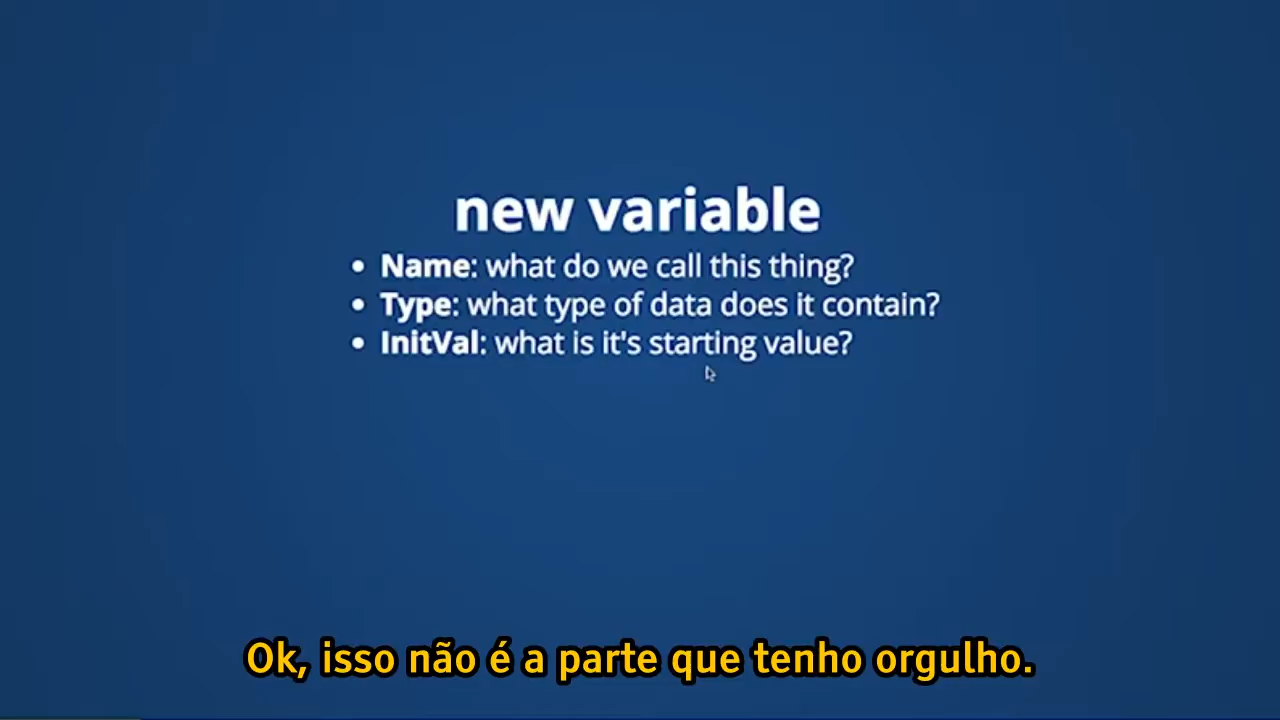 new variable
• Name: what do we call this thing?
• Type: what type of data does it contain?
• InitVal: what is it's starting value?
Ok, isso não é a parte que tenho orgulho.